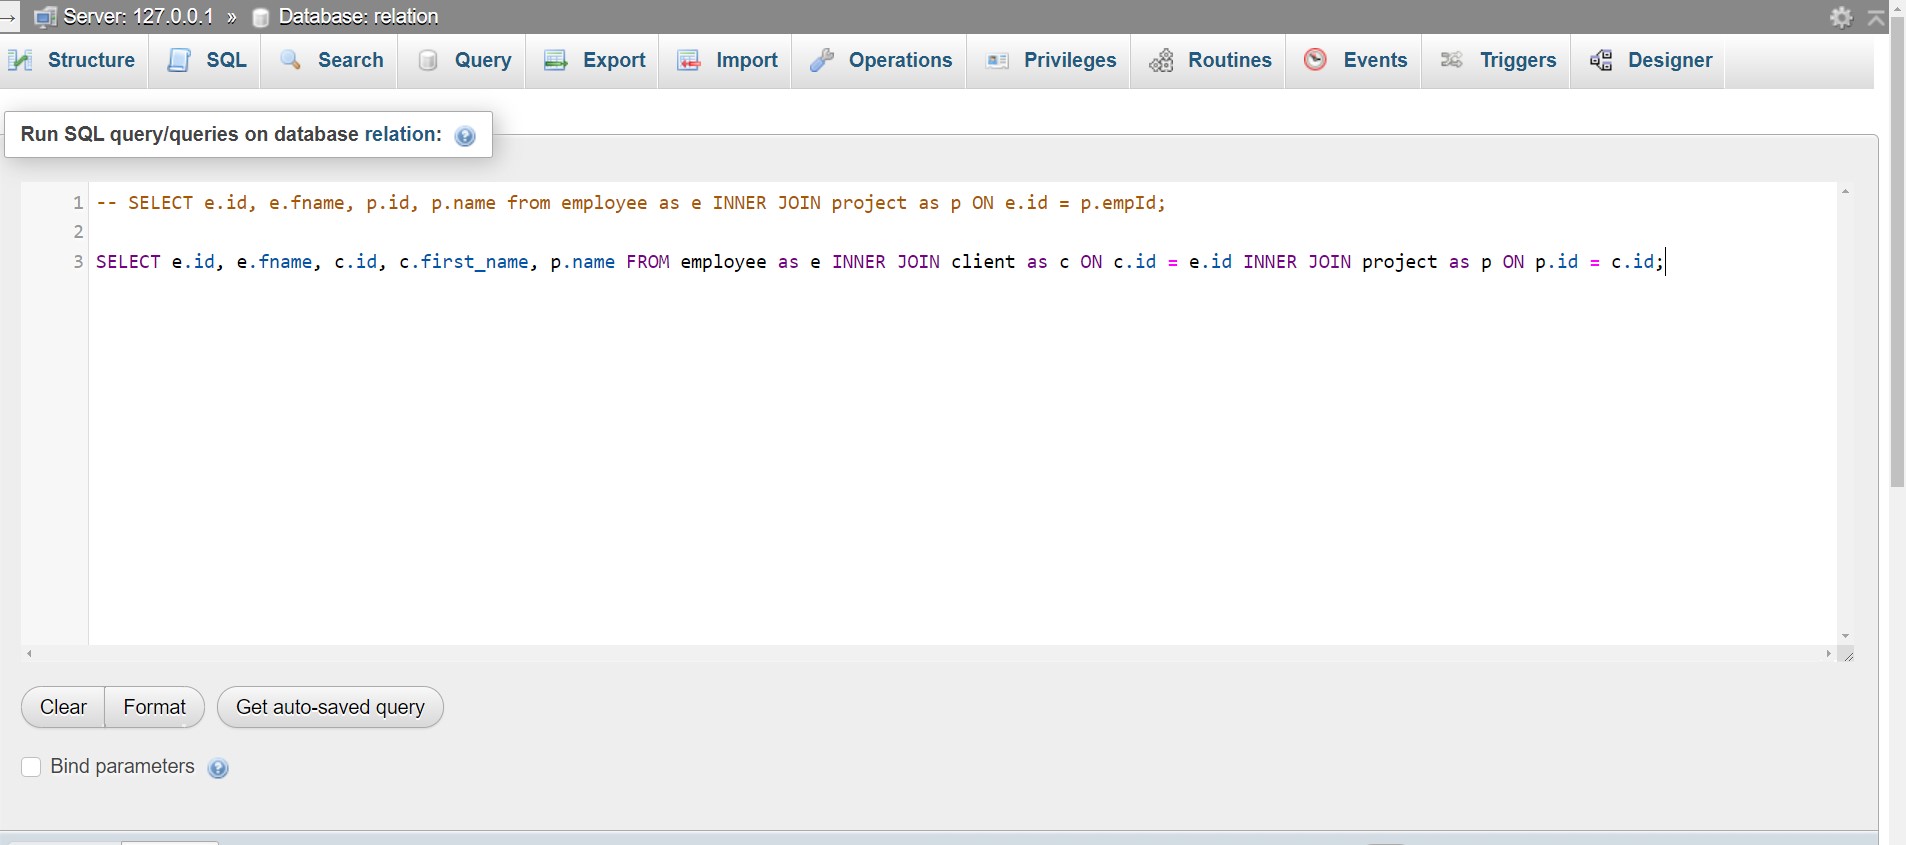 Server: 127.0.0.1 » Database: relation
Structure SQL Search Query Export Import Operations Privileges Routines Events Triggers Designer
Run SQL query/queries on database relation:
1 -- SELECT e.id, e.fname, p.id, p.name from employee as e INNER JOIN project as p ON e.id = p.empId;
2
3 SELECT e.id, e.fname, c.id, c.first_name, p.name FROM employee as e INNER JOIN client as c ON c.id = e.id INNER JOIN project as p ON p.id = c.id;
Clear Format Get auto-saved query
Bind parameters